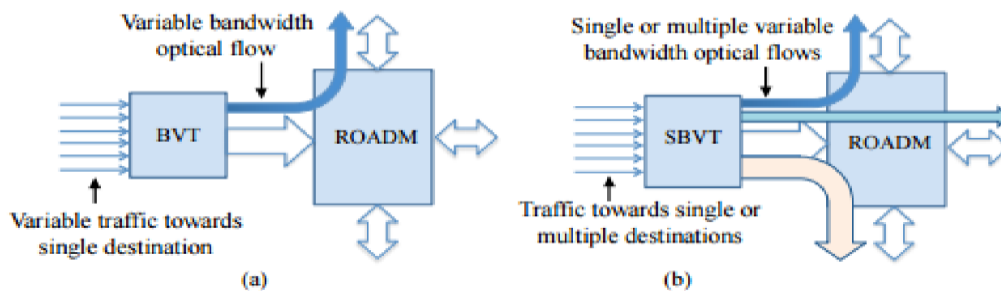 Variable bandwidth
optical flow
BVT
ROADM
Variable traffic towards
single destination
(a)
Single or multiple variable
bandwidth optical flows
SBVT
ROADM
Traffic towards single or
multiple destinations
(b)